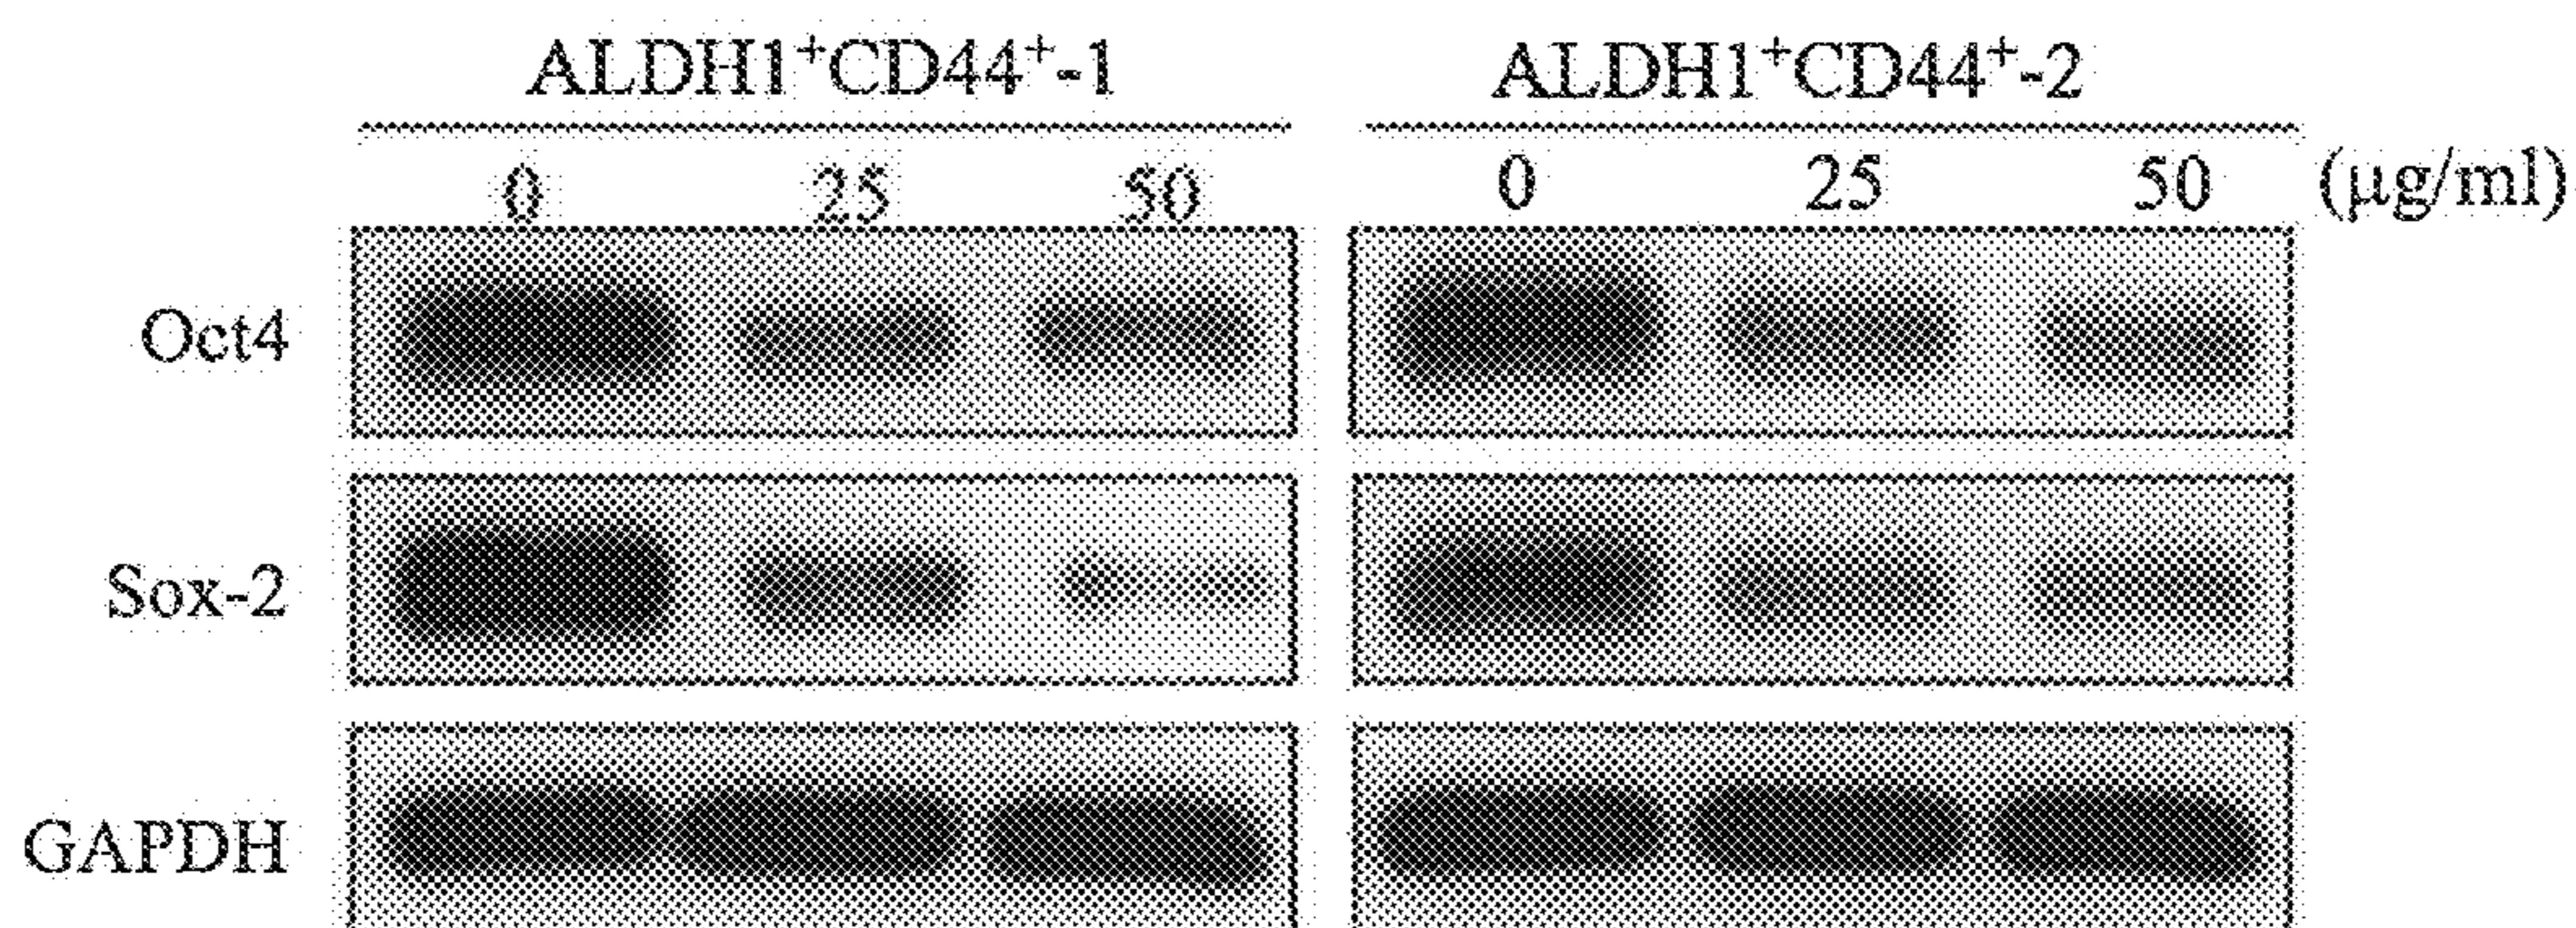 ALDH1⁺CD44⁺-1 ALDH1⁺CD44⁺-2
0 25 50 0 25 50 (μg/ml)
Oct4
Sox-2
GAPDH